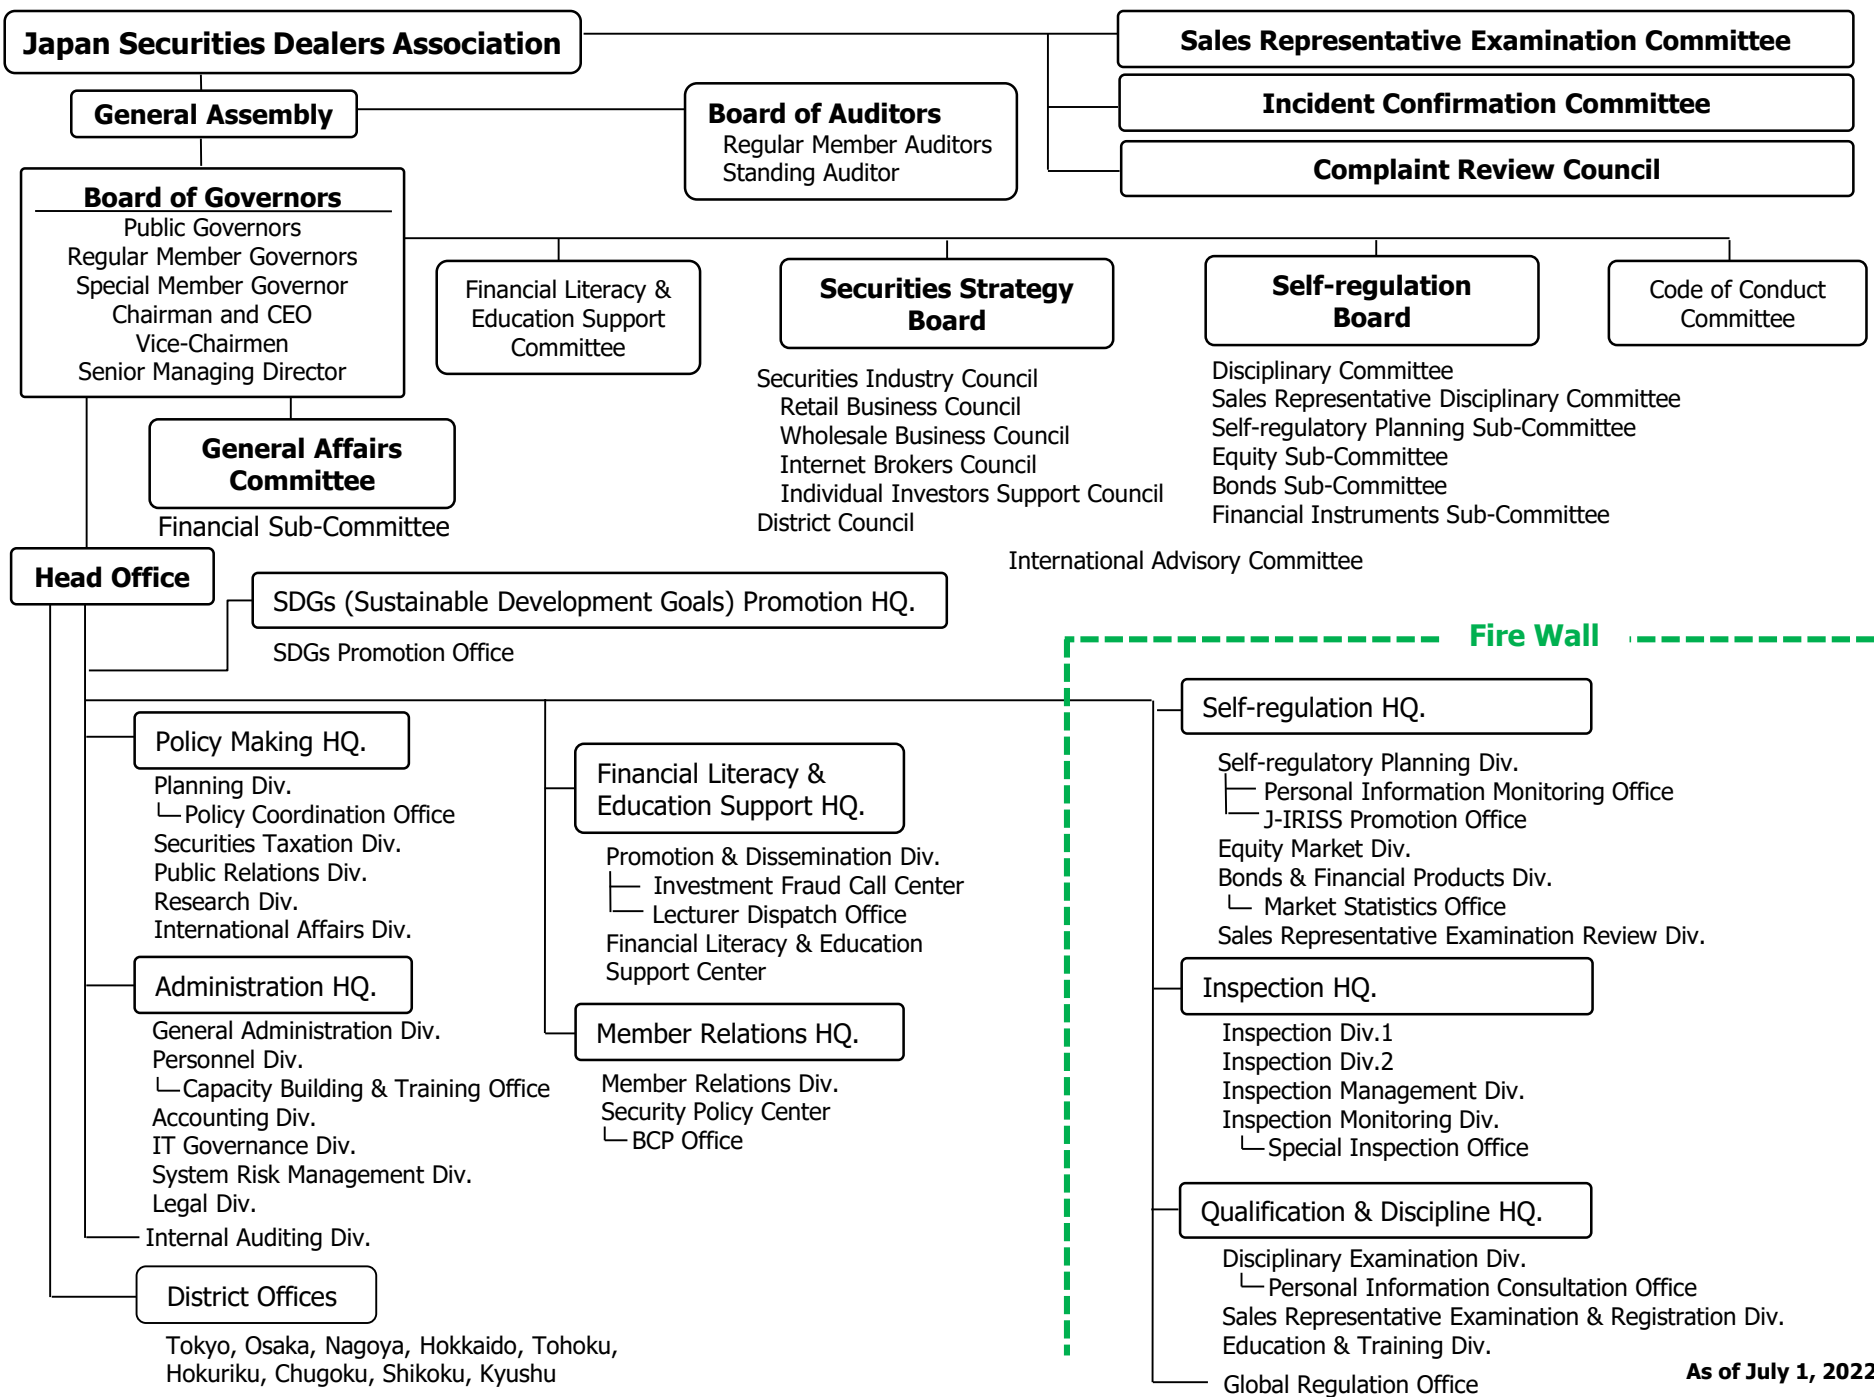 Japan Securities Dealers Association
Sales Representative Examination Committee
General Assembly
Board of Auditors
Regular Member Auditors
Standing Auditor
Incident Confirmation Committee
Complaint Review Council
Board of Governors
Public Governors
Regular Member Governors
Special Member Governor
Chairman and CEO
Vice-Chairmen
Senior Managing Director
Financial Literacy &
Education Support
Committee
Securities Strategy
Board
Securities Industry Council
Retail Business Council
Wholesale Business Council
Internet Brokers Council
Individual Investors Support Council
District Council
Self-regulation
Board
Disciplinary Committee
Sales Representative Disciplinary Committee
Self-regulatory Planning Sub-Committee
Equity Sub-Committee
Bonds Sub-Committee
Financial Instruments Sub-Committee
Code of Conduct
Committee
General Affairs
Committee
Financial Sub-Committee
International Advisory Committee
Head Office
SDGs (Sustainable Development Goals) Promotion HQ.
SDGs Promotion Office
Fire Wall
Policy Making HQ.
Planning Div.
Policy Coordination Office
Securities Taxation Div.
Public Relations Div.
Research Div.
International Affairs Div.
Administration HQ.
General Administration Div.
Personnel Div.
Capacity Building & Training Office
Accounting Div.
IT Governance Div.
System Risk Management Div.
Legal Div.
Internal Auditing Div.
District Offices
Tokyo, Osaka, Nagoya, Hokkaido, Tohoku,
Hokuriku, Chugoku, Shikoku, Kyushu
Financial Literacy &
Education Support HQ.
Promotion & Dissemination Div.
Investment Fraud Call Center
Lecturer Dispatch Office
Financial Literacy & Education
Support Center
Member Relations HQ.
Member Relations Div.
Security Policy Center
BCP Office
Self-regulation HQ.
Self-regulatory Planning Div.
Personal Information Monitoring Office
J-IRISS Promotion Office
Equity Market Div.
Bonds & Financial Products Div.
Market Statistics Office
Sales Representative Examination Review Div.
Inspection HQ.
Inspection Div.1
Inspection Div.2
Inspection Management Div.
Inspection Monitoring Div.
Special Inspection Office
Qualification & Discipline HQ.
Disciplinary Examination Div.
Personal Information Consultation Office
Sales Representative Examination & Registration Div.
Education & Training Div.
Global Regulation Office
As of July 1, 2022